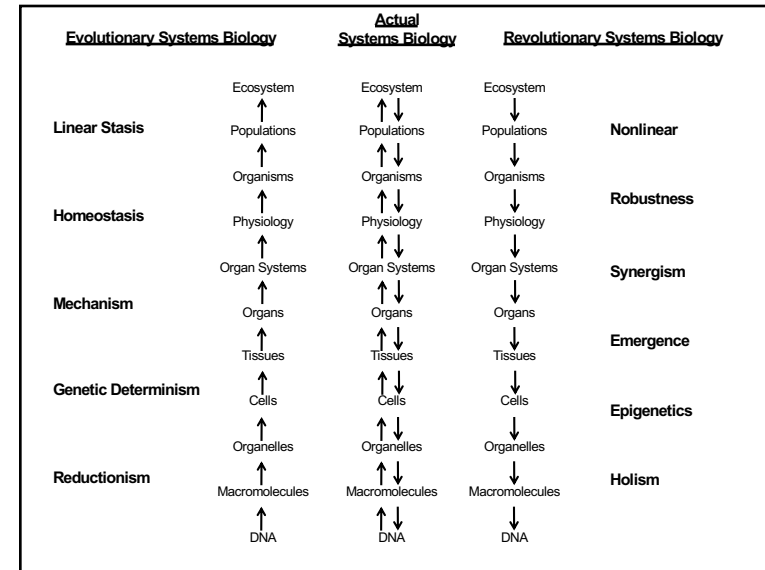 Evolutionary Systems Biology
Actual
Systems Biology
Revolutionary Systems Biology
Ecosystem Ecosystem Ecosystem
Linear Stasis Populations Populations Populations Nonlinear
Organisms Organisms Organisms
Robustness
Homeostasis Physiology Physiology Physiology
Organ Systems Organ Systems Organ Systems Synergism
Mechanism Organs Organs Organs
Emergence
Tissues Tissues Tissues
Genetic Determinism Cells Cells Cells
Epigenetics
Organelles Organelles Organelles
Reductionism Macromolecules Macromolecules Macromolecules Holism
DNA DNA DNA